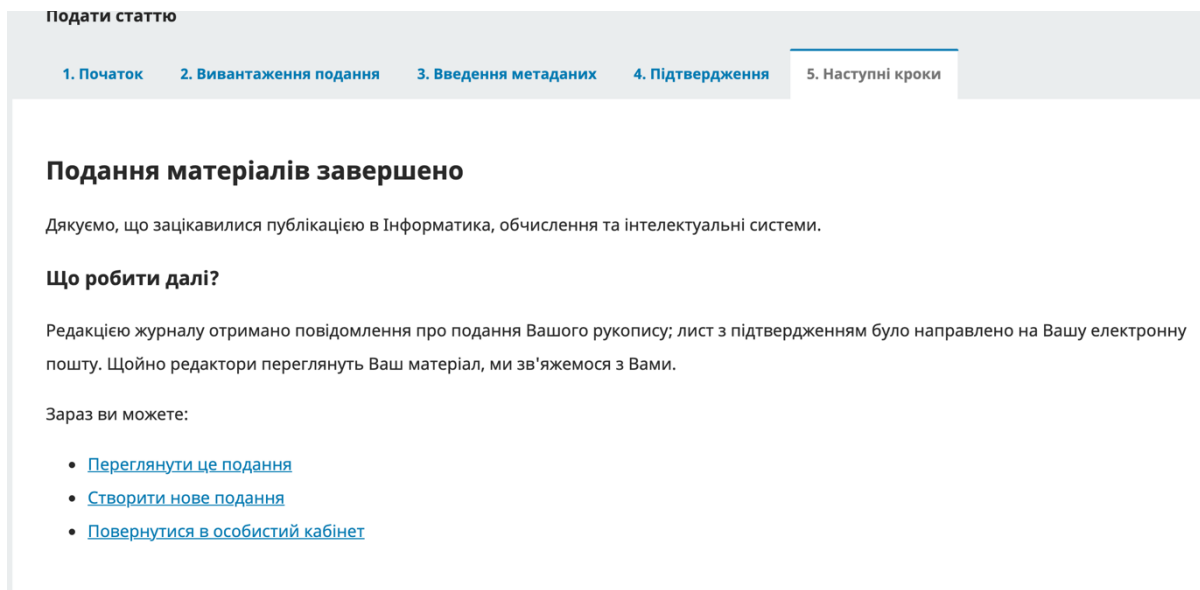 Подати статтю
1. Початок
2. Вивантаження подання
3. Введення метаданих
4. Підтвердження
5. Наступні кроки
Подання матеріалів завершено
Дякуємо, що зацікавилися публікацією в Інформатика, обчислення та інтелектуальні системи.
Що робити далі?
Редакцією журналу отримано повідомлення про подання Вашого рукопису; лист з підтвердженням було направлено на Вашу електронну
пошту. Щойно редактори переглянуть Ваш матеріал, ми зв'яжемося з Вами.
Зараз ви можете:
• Переглянути це подання
• Створити нове подання
• Повернутися в особистий кабінет